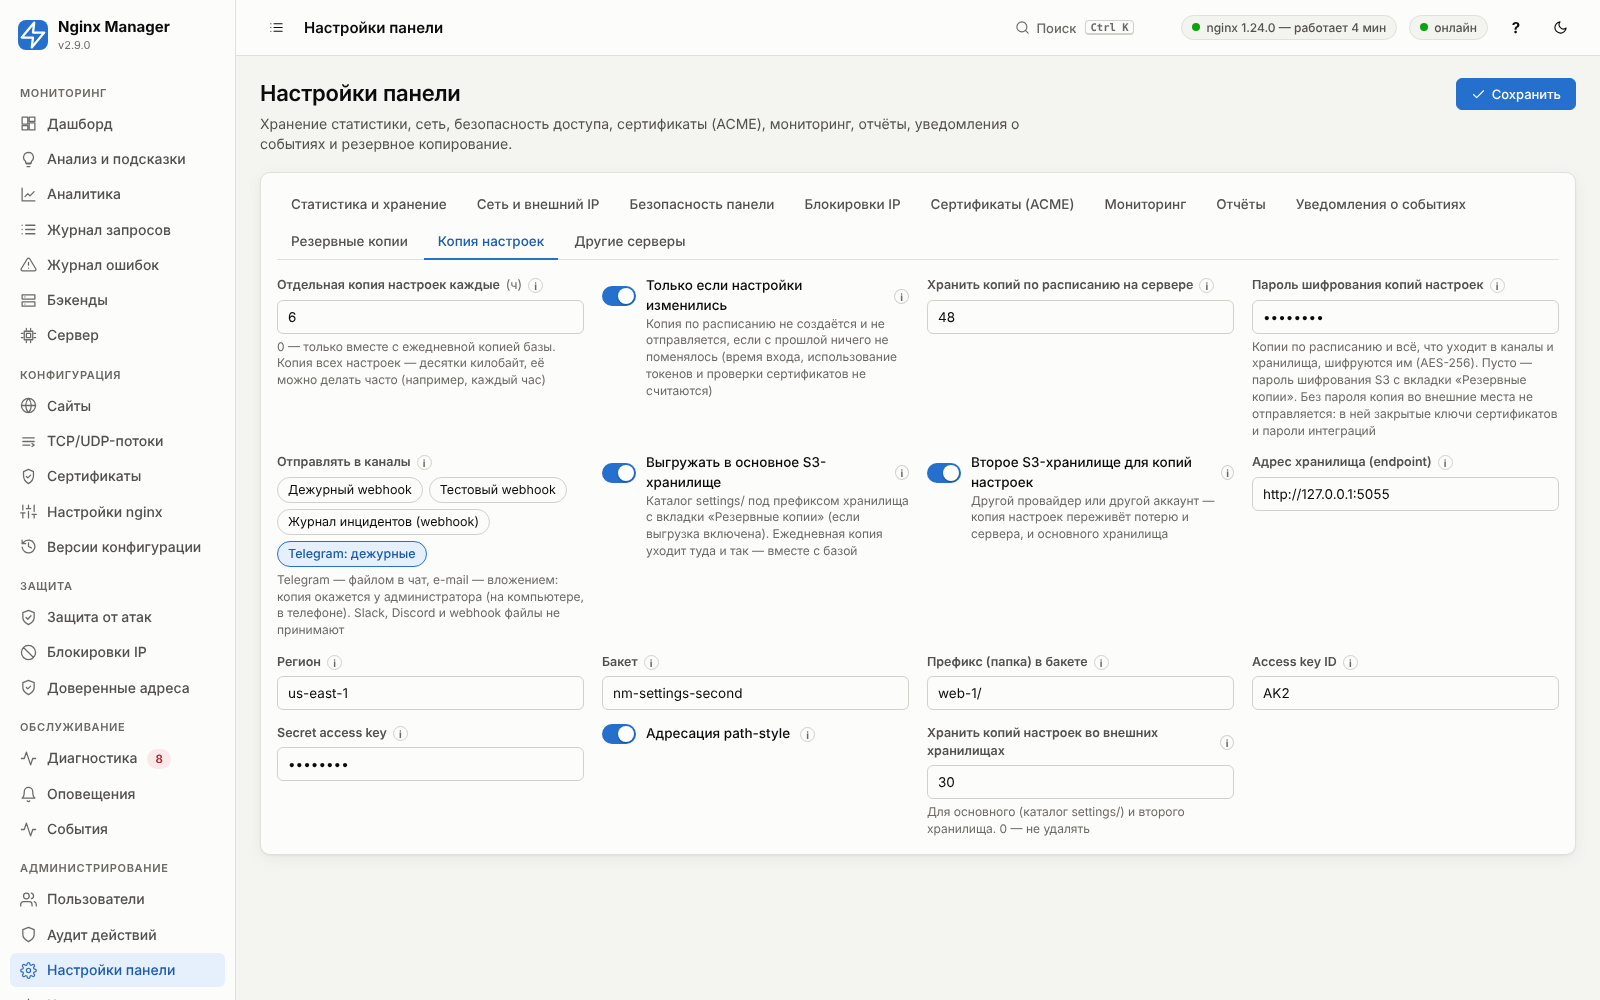 Nginx Manager
v2.9.0
МОНИТОРИНГ
Дашборд
Анализ и подсказки
Аналитика
Журнал запросов
Журнал ошибок
Бэкенды
Сервер
КОНФИГУРАЦИЯ
Сайты
TCP/UDP-потоки
Сертификаты
Настройки nginx
Версии конфигурации
ЗАЩИТА
Защита от атак
Блокировки IP
Доверенные адреса
ОБСЛУЖИВАНИЕ
Диагностика 8
Оповещения
События
АДМИНИСТРИРОВАНИЕ
Пользователи
Аудит действий
Настройки панели
Настройки панели
Поиск Ctrl K
nginx 1.24.0 — работает 4 мин
онлайн
?
Настройки панели
Сохранить
Хранение статистики, сеть, безопасность доступа, сертификаты (ACME), мониторинг, отчёты, уведомления о
событиях и резервное копирование.
Статистика и хранение Сеть и внешний IP Безопасность панели Блокировки IP Сертификаты (ACME) Мониторинг Отчёты Уведомления о событиях
Резервные копии Копия настроек Другие серверы
Отдельная копия настроек каждые (ч) i
6
0 — только вместе с ежедневной копией базы.
Копия всех настроек — десятки килобайт, её
можно делать часто (например, каждый час)
Только если настройки
изменились i
Копия по расписанию не создаётся и не
отправляется, если с прошлой ничего не
поменялось (время входа, использование
токенов и проверки сертификатов не
считаются)
Хранить копий по расписанию на сервере i
48
Пароль шифрования копий настроек i
••••••••
Копии по расписанию и всё, что уходит в каналы и
хранилища, шифруются им (AES-256). Пусто —
пароль шифрования S3 с вкладки «Резервные
копии». Без пароля копия во внешние места не
отправляется: в ней закрытые ключи сертификатов
и пароли интеграций
Отправлять в каналы i
Дежурный webhook Тестовый webhook
Журнал инцидентов (webhook)
Telegram: дежурные
Telegram — файлом в чат, e-mail — вложением:
копия окажется у администратора (на компьютере,
в телефоне). Slack, Discord и webhook файлы не
принимают
Выгружать в основное S3-
хранилище i
Каталог settings/ под префиксом хранилища
с вкладки «Резервные копии» (если
выгрузка включена). Ежедневная копия
уходит туда и так — вместе с базой
Второе S3-хранилище для копий
настроек i
Другой провайдер или другой аккаунт —
копия настроек переживёт потерю и
сервера, и основного хранилища
Адрес хранилища (endpoint) i
http://127.0.0.1:5055
Регион i
us-east-1
Бакет i
nm-settings-second
Префикс (папка) в бакете i
web-1/
Access key ID i
AK2
Secret access key i
••••••••
Адресация path-style i
Хранить копий настроек во внешних
хранилищах i
30
Для основного (каталог settings/) и второго
хранилища. 0 — не удалять